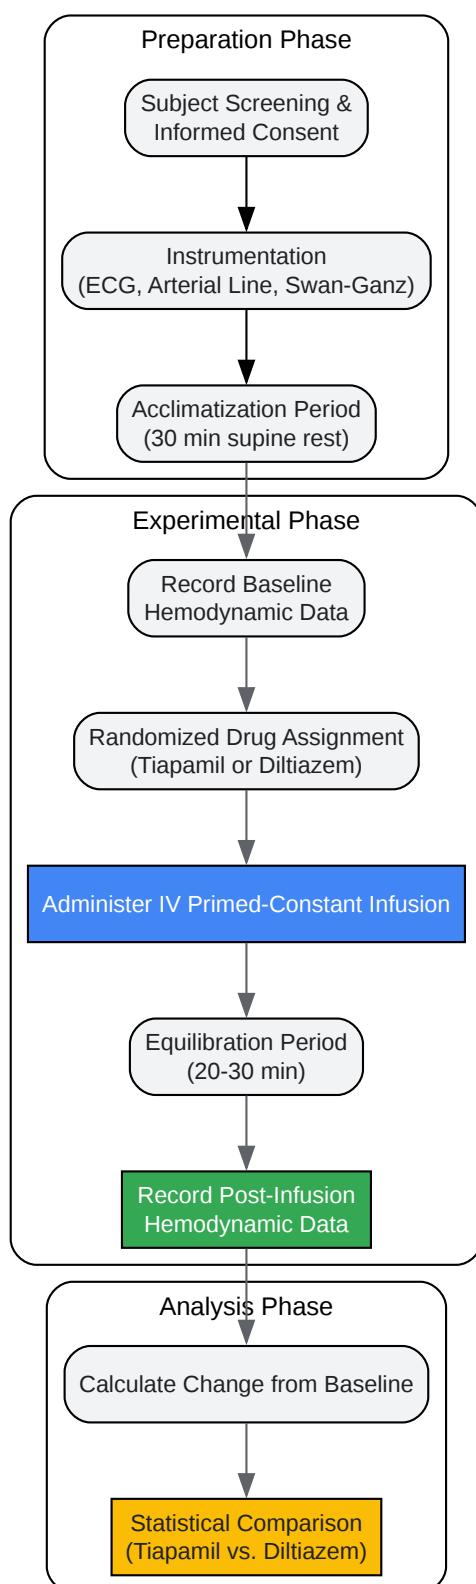 Preparation Phase
Subject Screening &
Informed Consent
Instrumentation
(ECG, Arterial Line, Swan-Ganz)
Acclimatization Period
(30 min supine rest)
Experimental Phase
Record Baseline
Hemodynamic Data
Randomized Drug Assignment
(Tiapamil or Diltiazem)
Administer IV Primed-Constant Infusion
Equilibration Period
(20-30 min)
Record Post-Infusion
Hemodynamic Data
Analysis Phase
Calculate Change from Baseline
Statistical Comparison
(Tiapamil vs. Diltiazem)